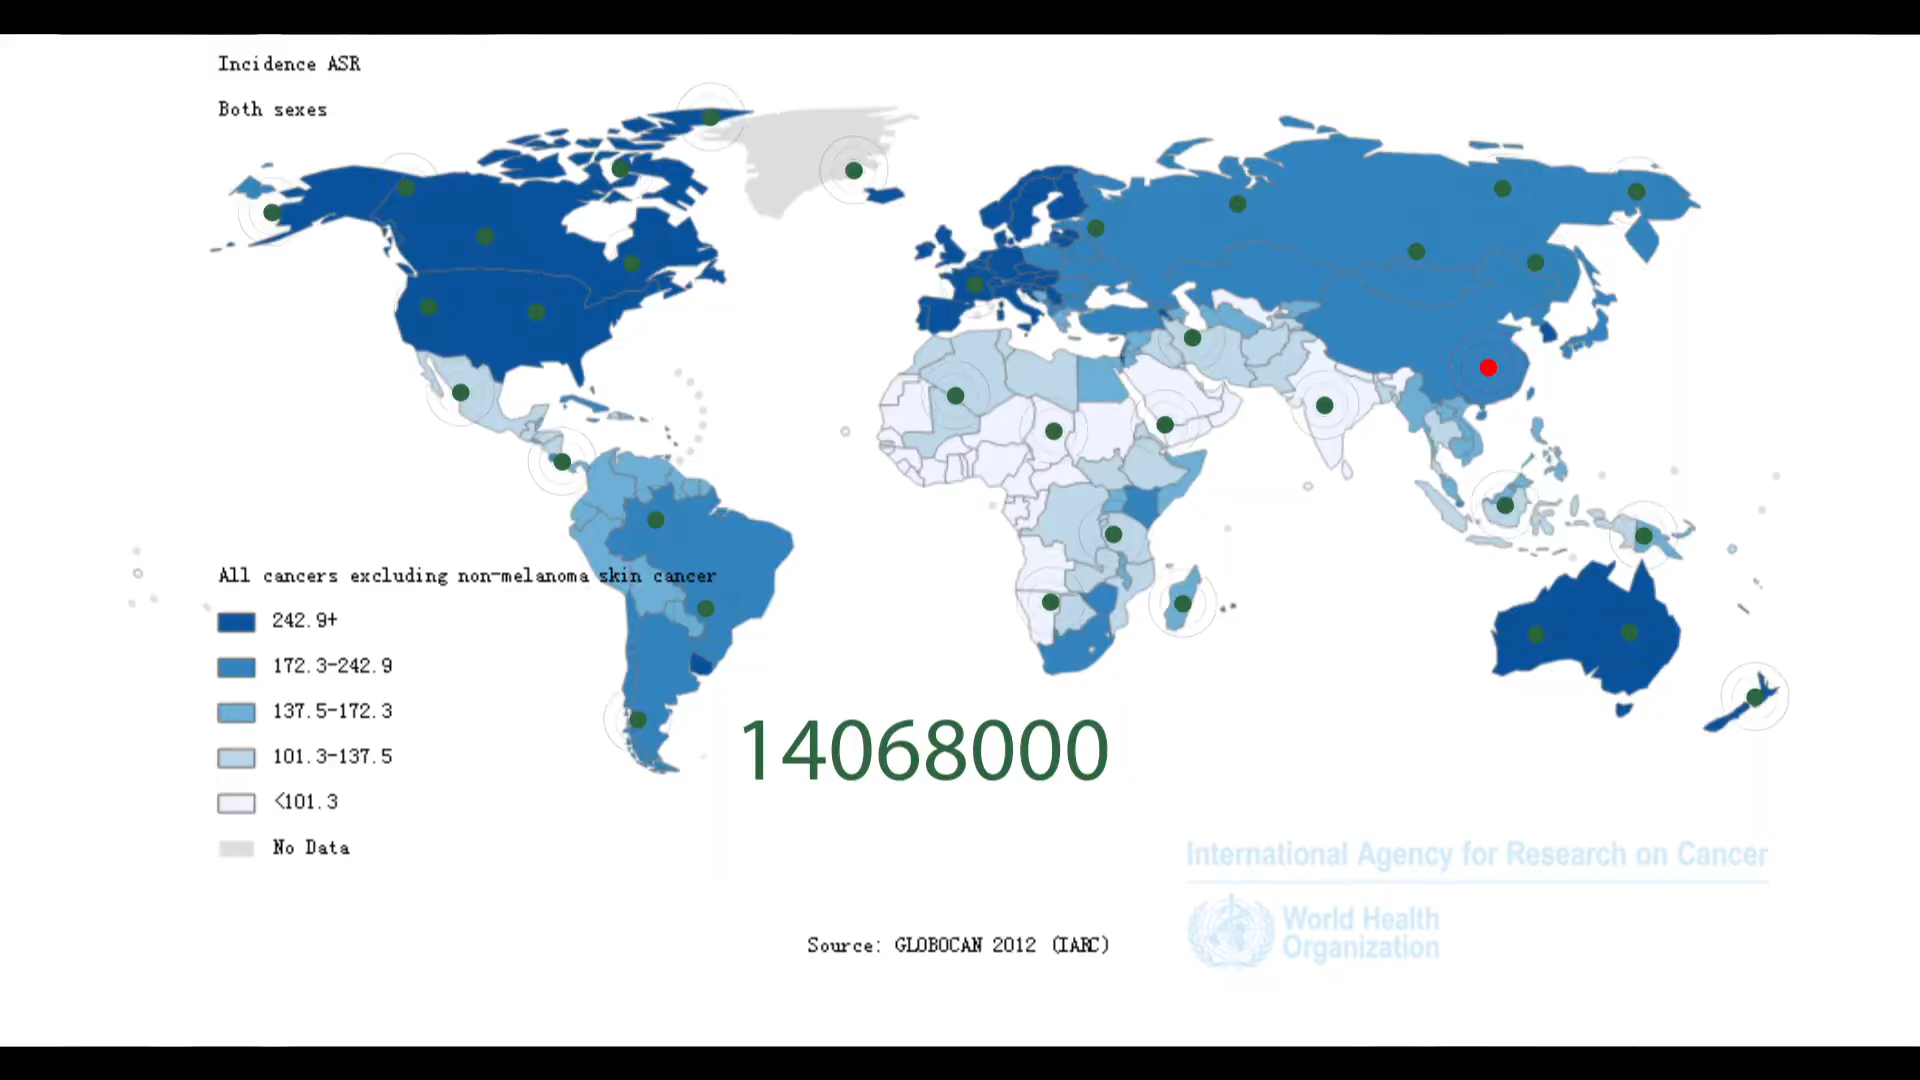 Incidence ASR
Both sexes
All cancers excluding non-melanoma skin cancer
242.9+
172.3-242.9
137.5-172.3
101.3-137.5
<101.3
No Data
14068000
International Agency for Research on Cancer
World Health
Organization
Source: GLOBOCAN 2012 (IARC)